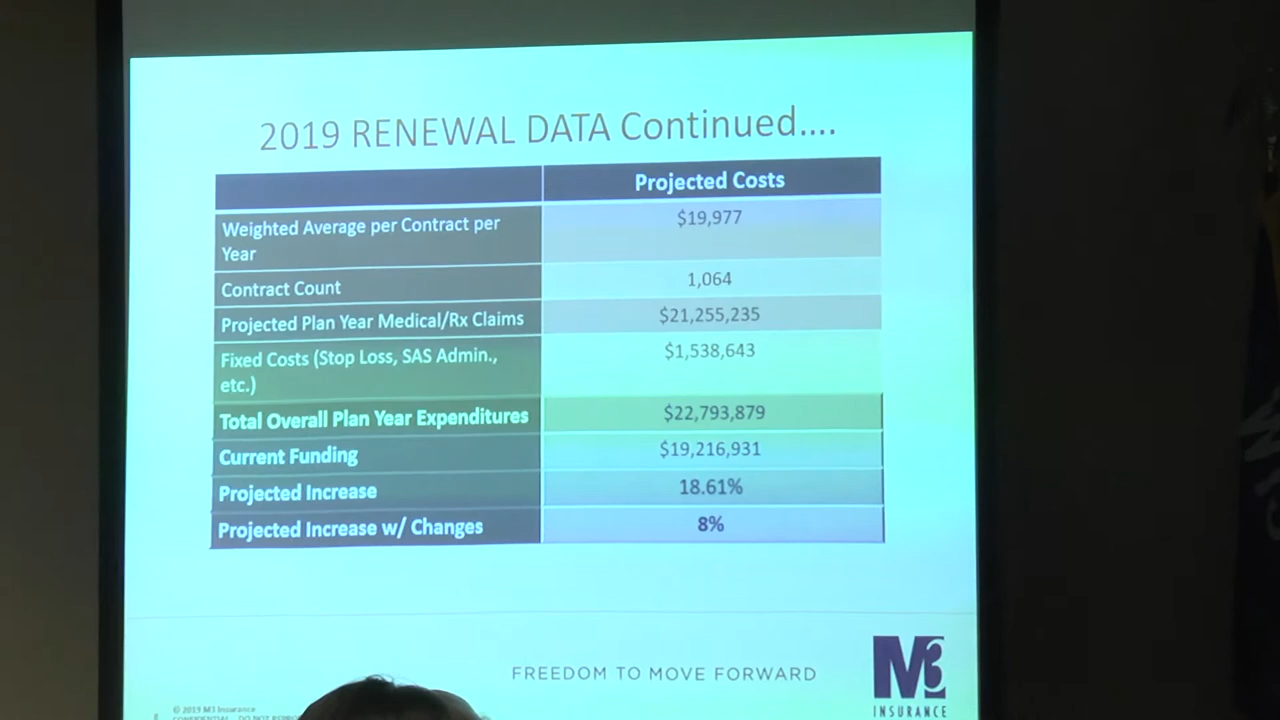 2019 RENEWAL DATA Continued....
Projected Costs
Weighted Average per Contract per
Year
$19,977
Contract Count
1,064
Projected Plan Year Medical/Rx Claims
$21,255,235
Fixed Costs (Stop Loss, SAS Admin.,
etc.)
$1,538,643
Total Overall Plan Year Expenditures
$22,793,879
Current Funding
$19,216,931
Projected Increase
18.61%
Projected Increase w/ Changes
8%
FREEDOM TO MOVE FORWARD
M3
INSURANCE
© 2019 M3 Insurance
CONFIDENTIAL - DO NOT